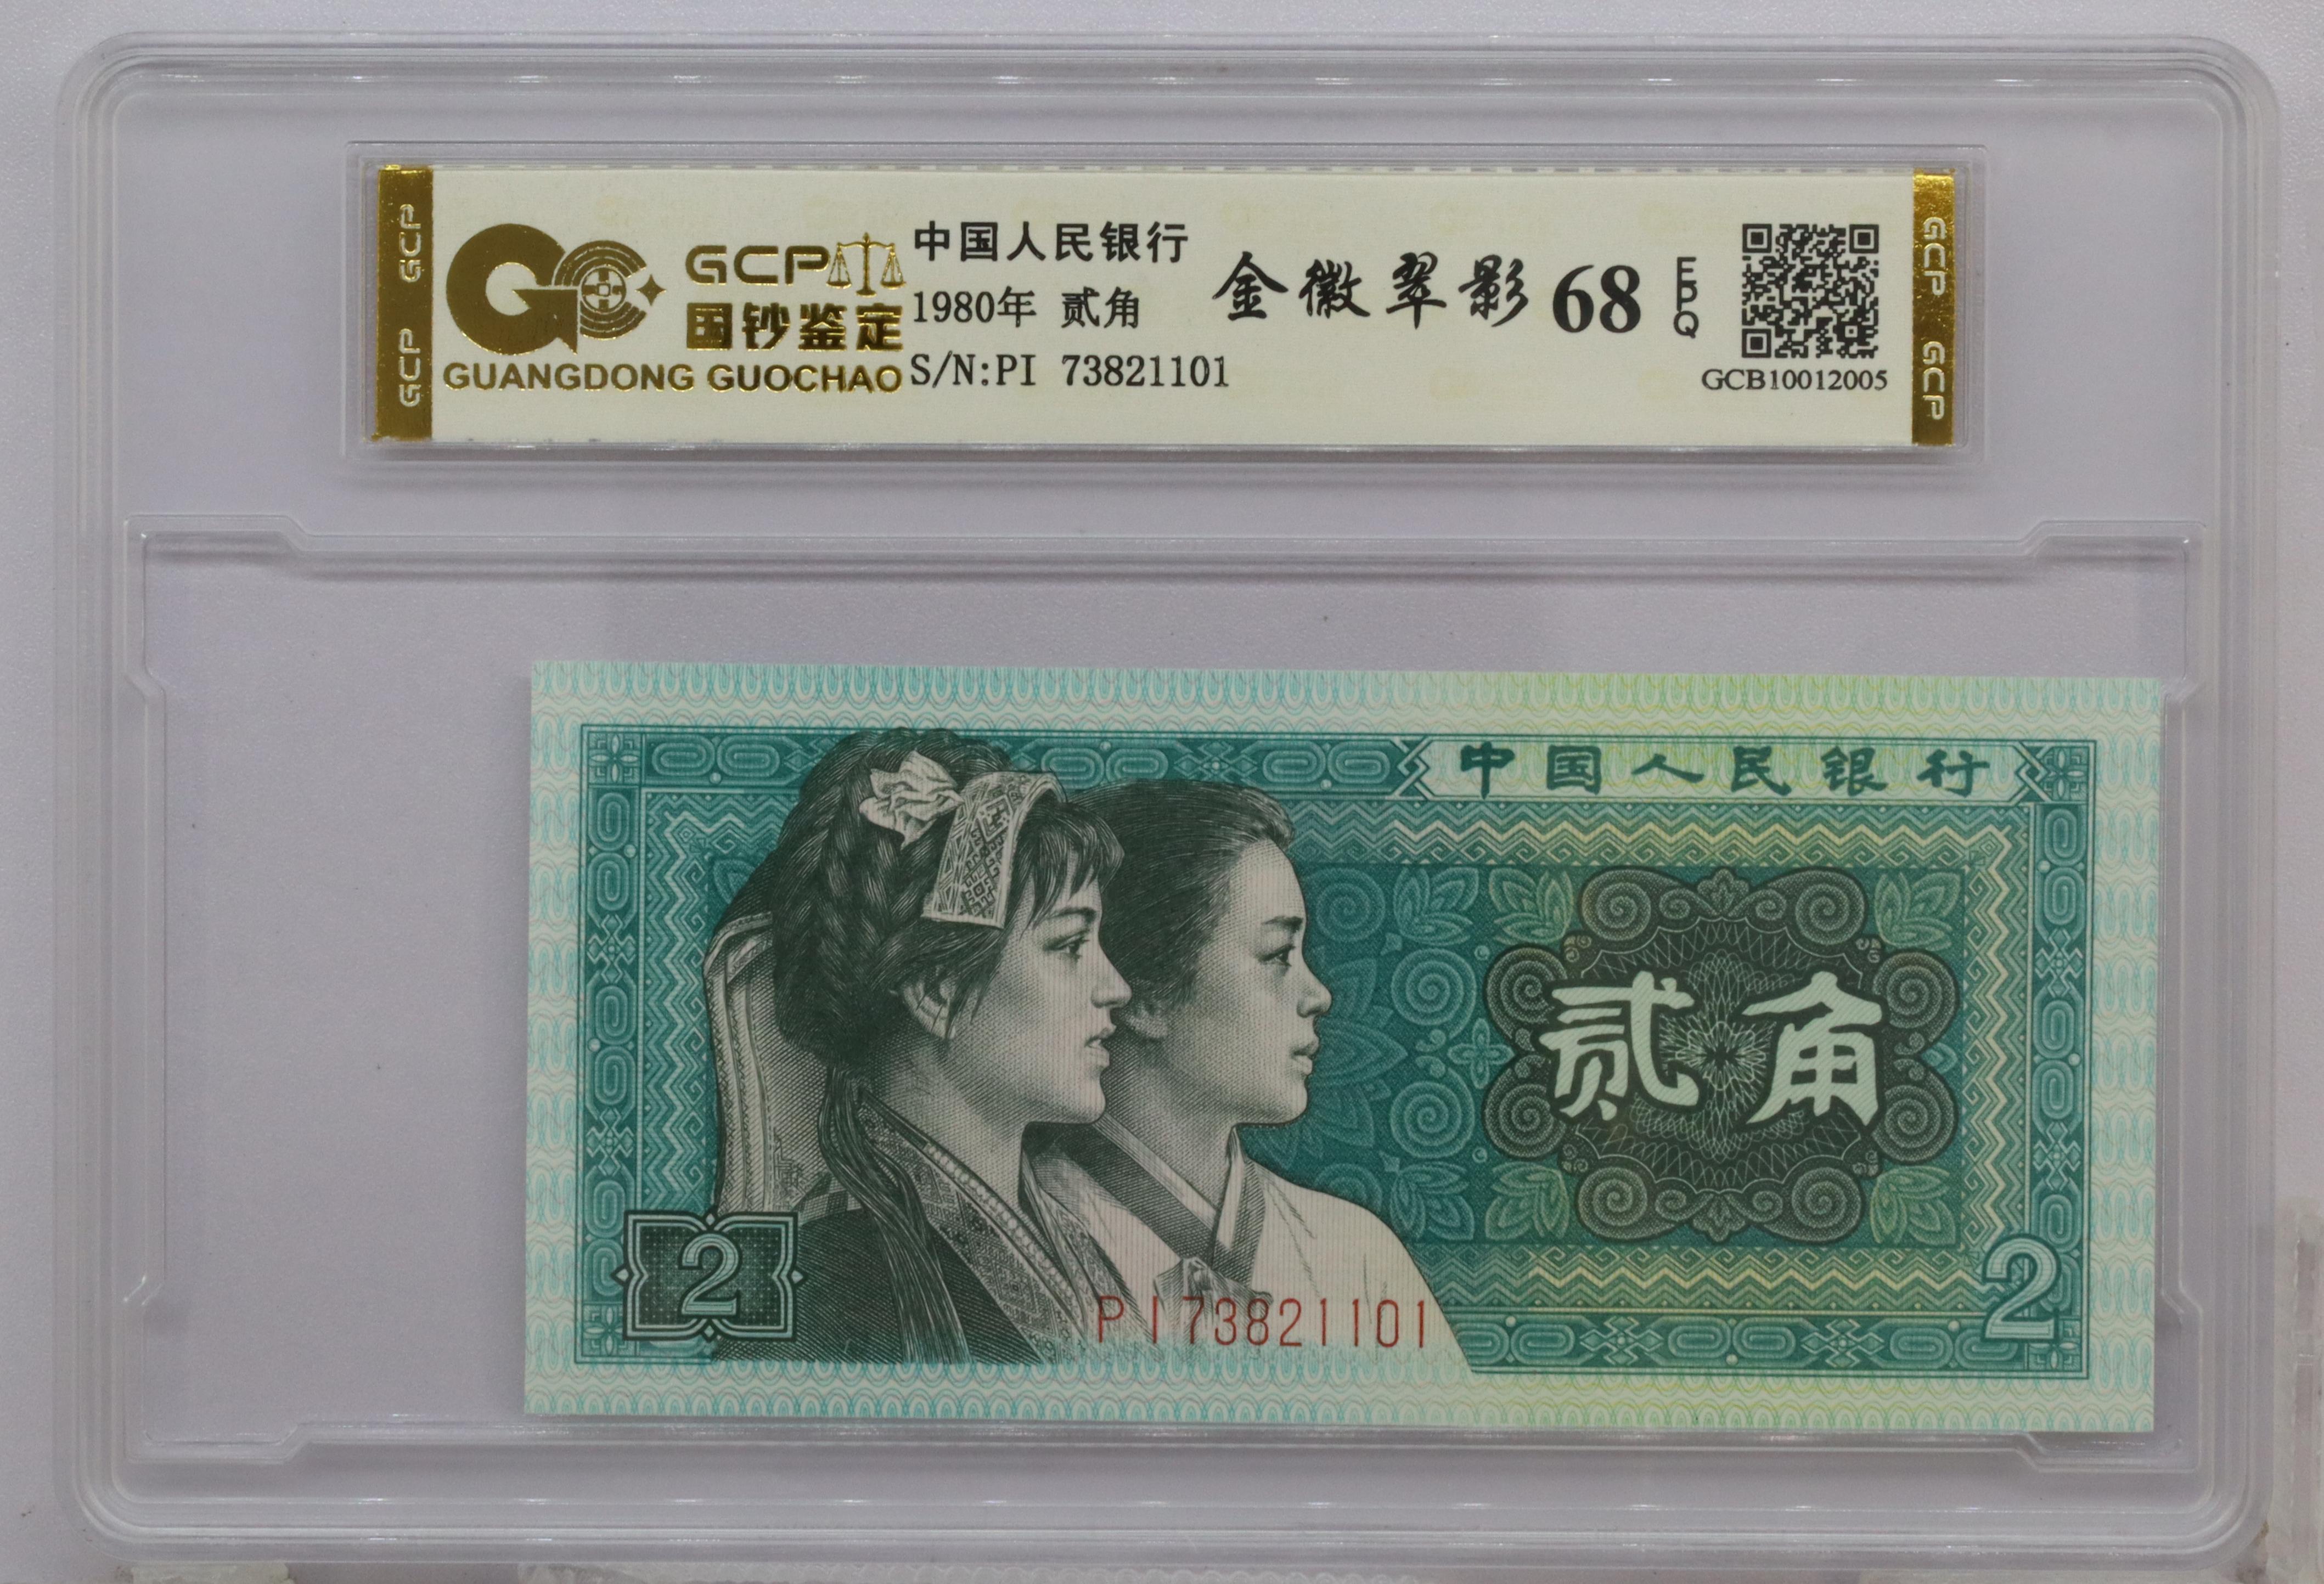 GCP GCP
GCP
国钞鉴定
GUANGDONG GUOCHAO
中国人民银行
1980年 贰角
S/N:PI 73821101
金徽翠影 68 EPQ
GCB10012005
GCP GCP
中国人民银行
贰角
2
PI73821101
2